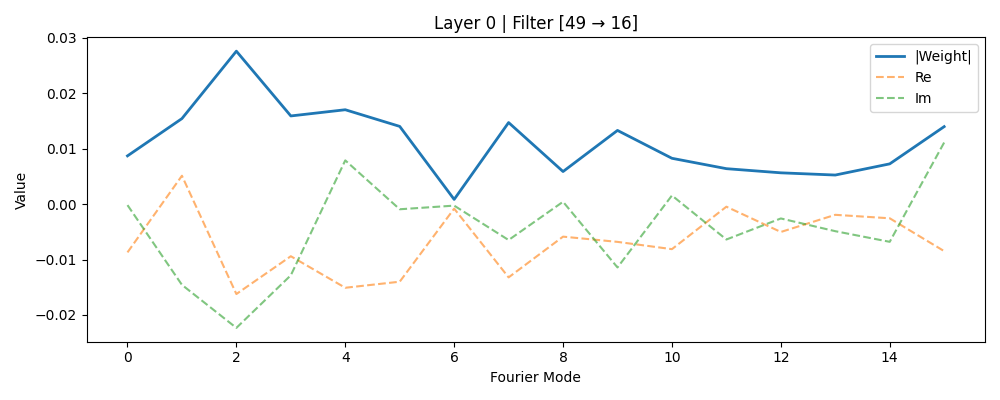 Layer 0 | Filter [49 → 16]
|Weight|
Re
Im
Value
0.03
0.02
0.01
0.00
−0.01
−0.02
0 2 4 6 8 10 12 14
Fourier Mode